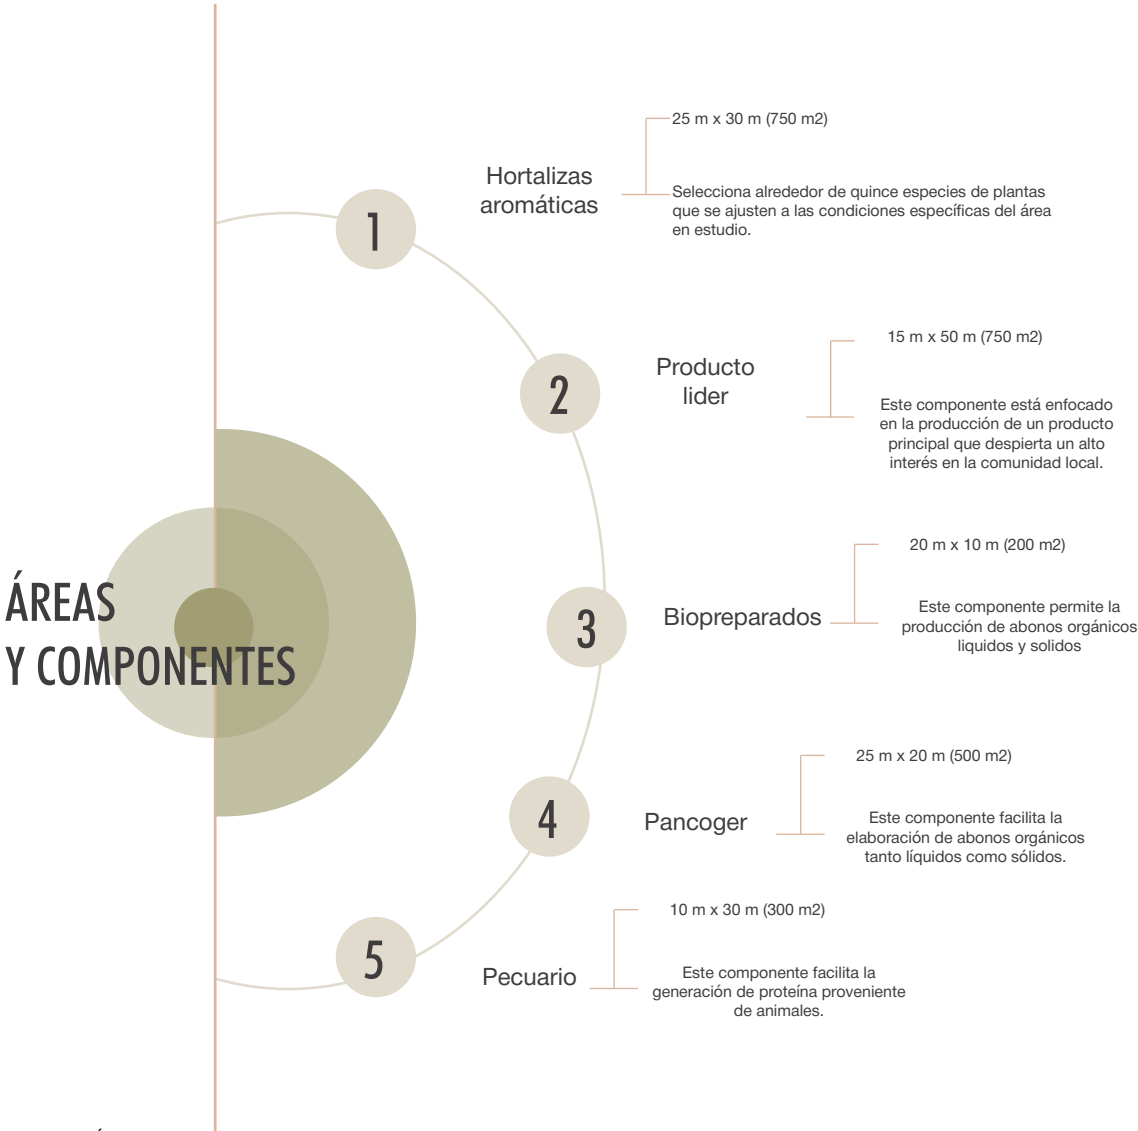 ÁREAS
Y COMPONENTES
1
Hortalizas
aromáticas
25 m x 30 m (750 m2)
Selecciona alrededor de quince especies de plantas
que se ajusten a las condiciones específicas del área
en estudio.
2
Producto
lider
15 m x 50 m (750 m2)
Este componente está enfocado
en la producción de un producto
principal que despierta un alto
interés en la comunidad local.
3
Biopreparados
20 m x 10 m (200 m2)
Este componente permite la
producción de abonos orgánicos
liquidos y solidos
4
Pancoger
25 m x 20 m (500 m2)
Este componente facilita la
elaboración de abonos orgánicos
tanto líquidos como sólidos.
5
Pecuario
10 m x 30 m (300 m2)
Este componente facilita la
generación de proteína proveniente
de animales.